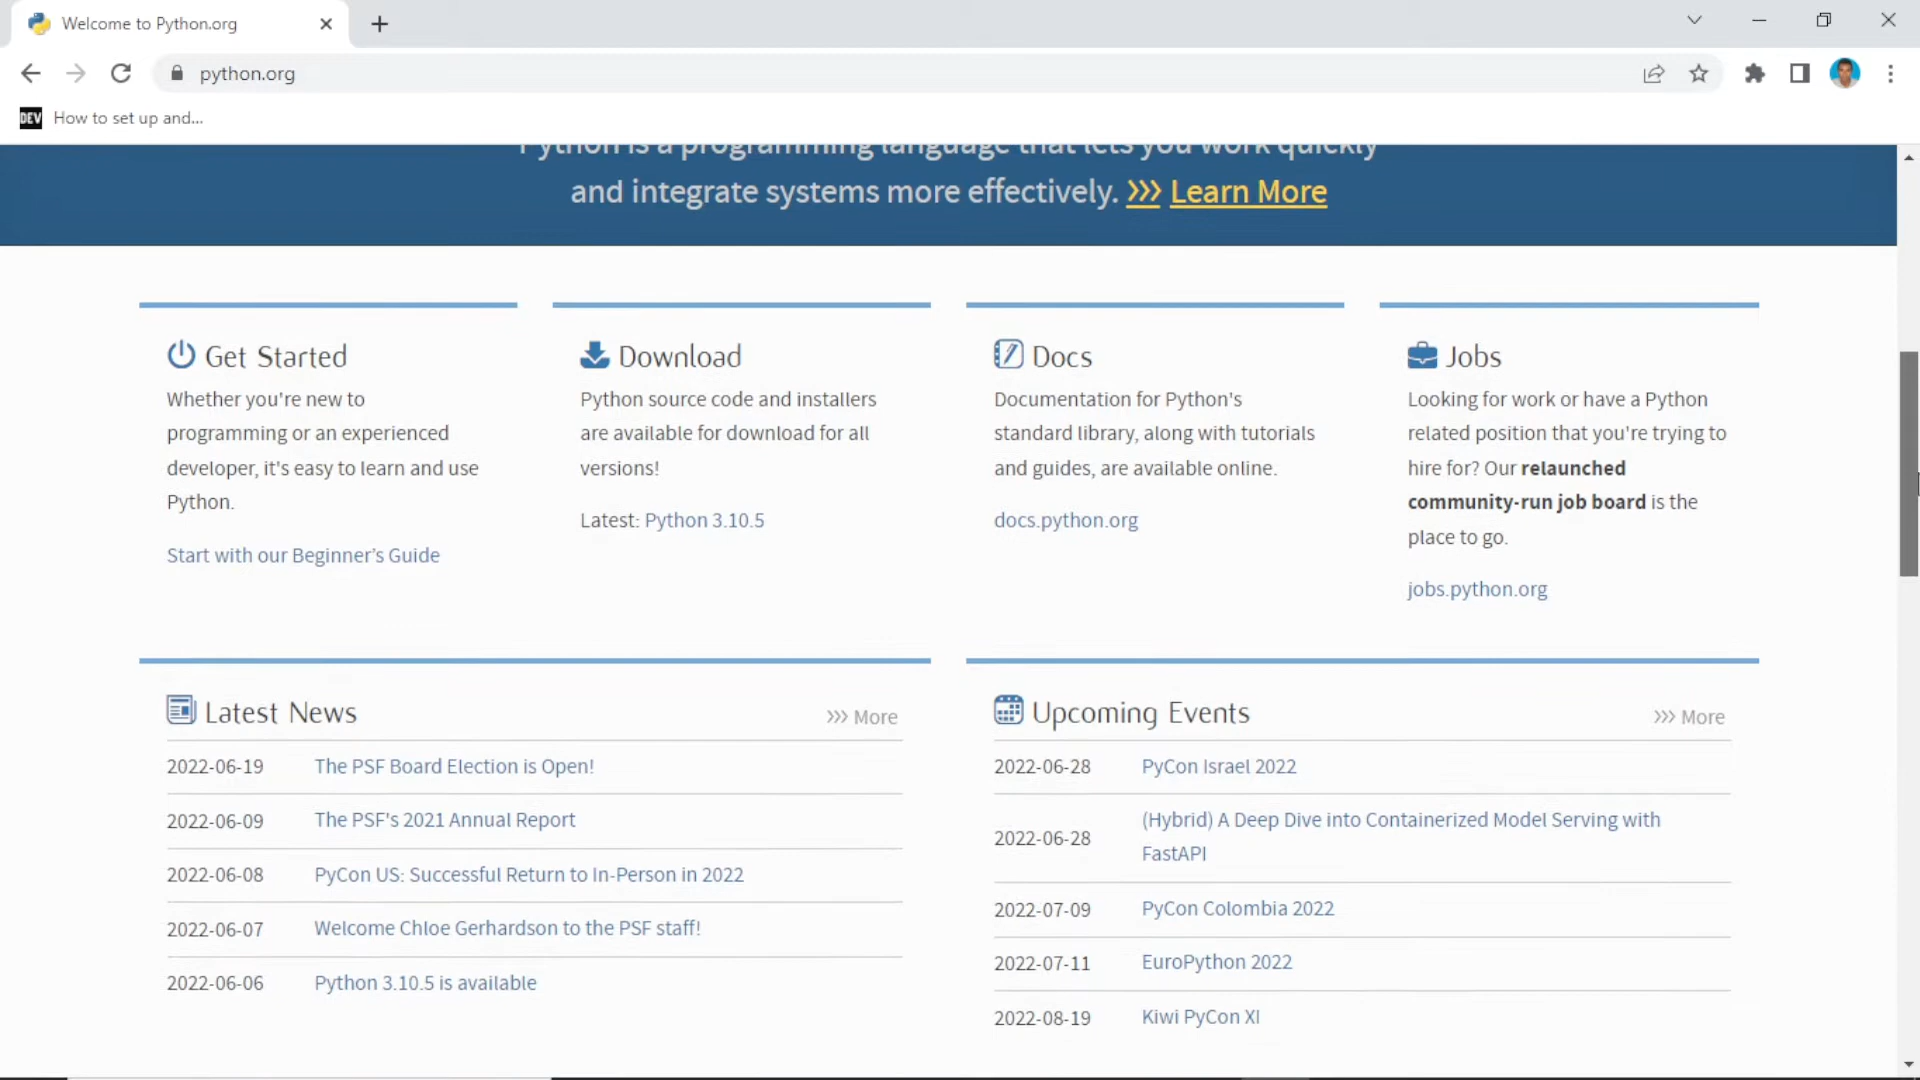 Welcome to Python.org
python.org
DEV How to set up and...
Python is a programming language that lets you work quickly
and integrate systems more effectively. >>> Learn More
Get Started
Whether you're new to
programming or an experienced
developer, it's easy to learn and use
Python.
Start with our Beginner’s Guide
Download
Python source code and installers
are available for download for all
versions!
Latest: Python 3.10.5
Docs
Documentation for Python's
standard library, along with tutorials
and guides, are available online.
docs.python.org
Jobs
Looking for work or have a Python
related position that you're trying to
hire for? Our relaunched
community-run job board is the
place to go.
jobs.python.org
Latest News
>>> More
2022-06-19 The PSF Board Election is Open!
2022-06-09 The PSF's 2021 Annual Report
2022-06-08 PyCon US: Successful Return to In-Person in 2022
2022-06-07 Welcome Chloe Gerhardson to the PSF staff!
2022-06-06 Python 3.10.5 is available
Upcoming Events
>>> More
2022-06-28 PyCon Israel 2022
2022-06-28 (Hybrid) A Deep Dive into Containerized Model Serving with
FastAPI
2022-07-09 PyCon Colombia 2022
2022-07-11 EuroPython 2022
2022-08-19 Kiwi PyCon XI